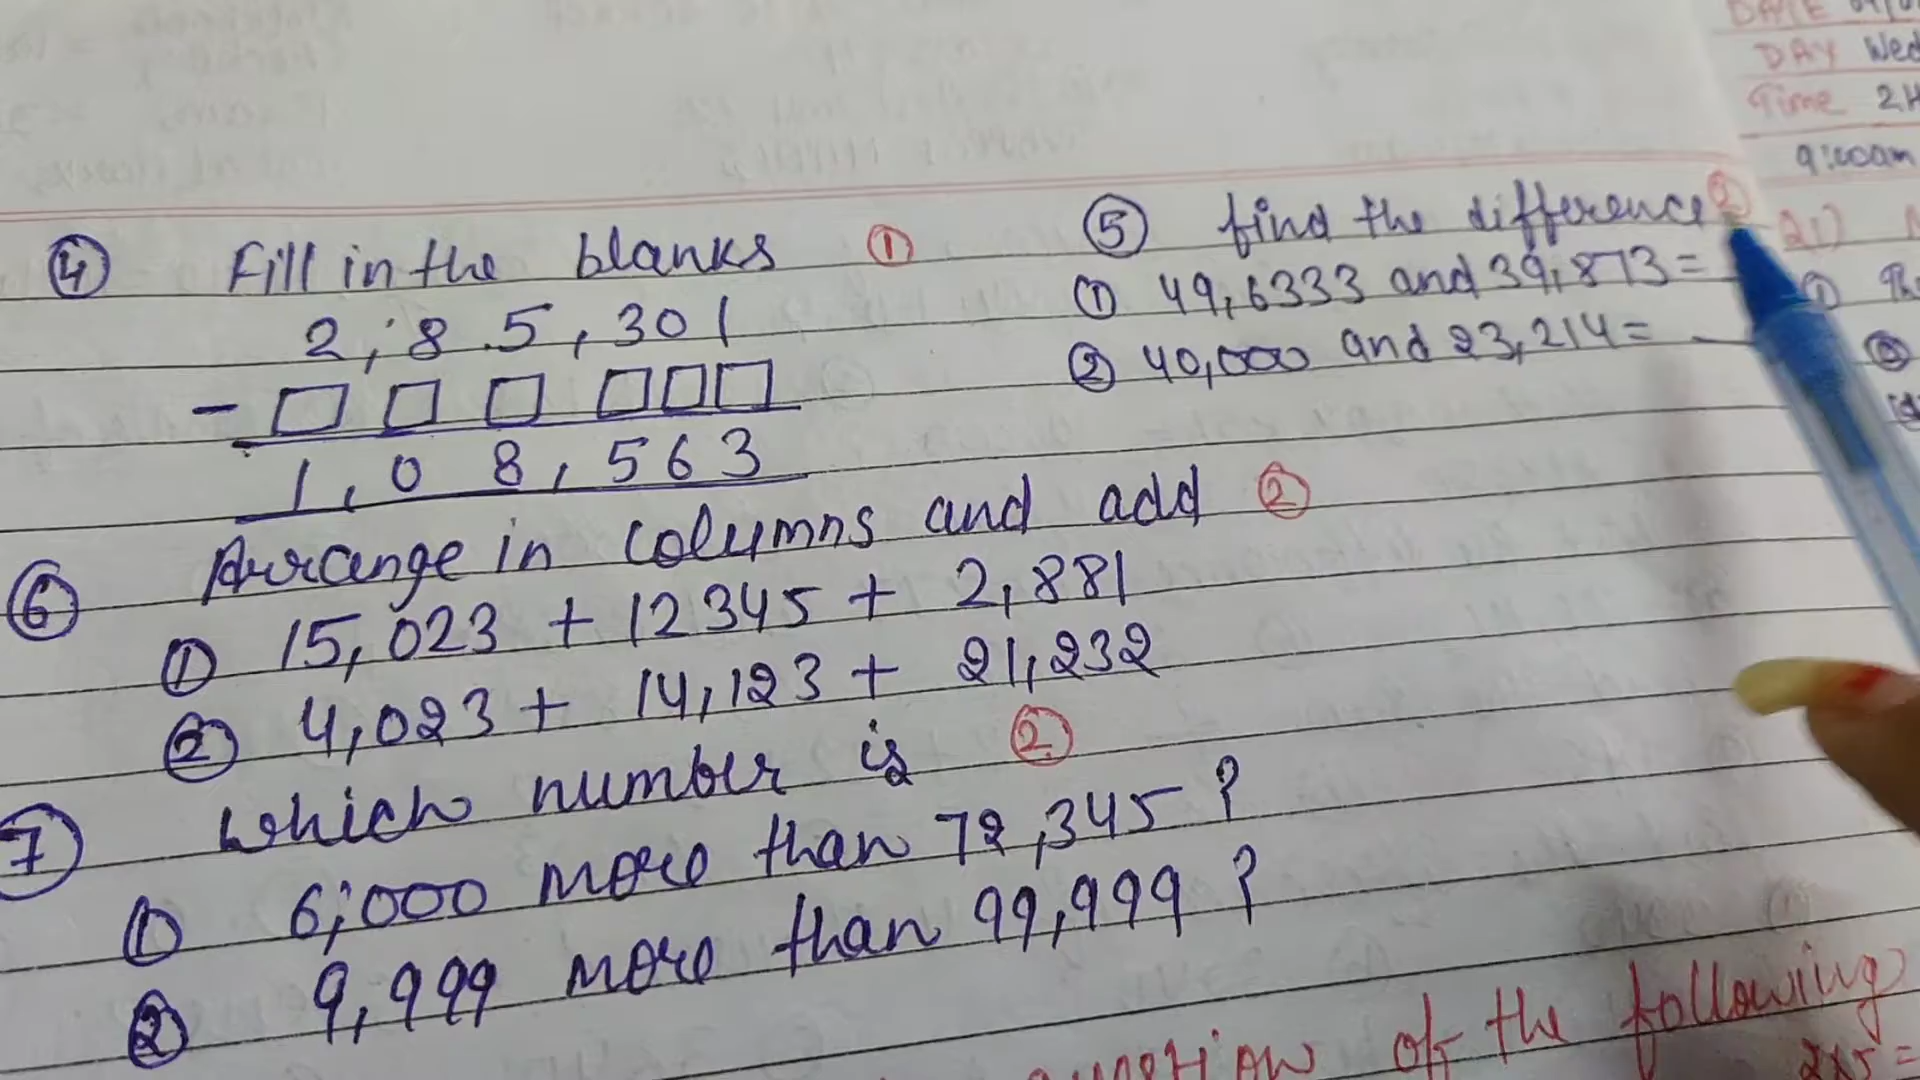 DAY Wed
Time 2H
9:00am
④ Fill in the blanks ①
2,85,301
- □ □ □ □□□
1,08,563
⑤ find the difference ②
① 49,6333 and 39,873 =
② 40,000 and 23,214 =
⑥ Arrange in columns and add ②
① 15,023 + 12345 + 2,881
② 4,023 + 14,123 + 21,232
⑦ which number is ②
① 6,000 more than 72,345 ?
② 9,999 more than 99,999 ?
of the following
2x5=